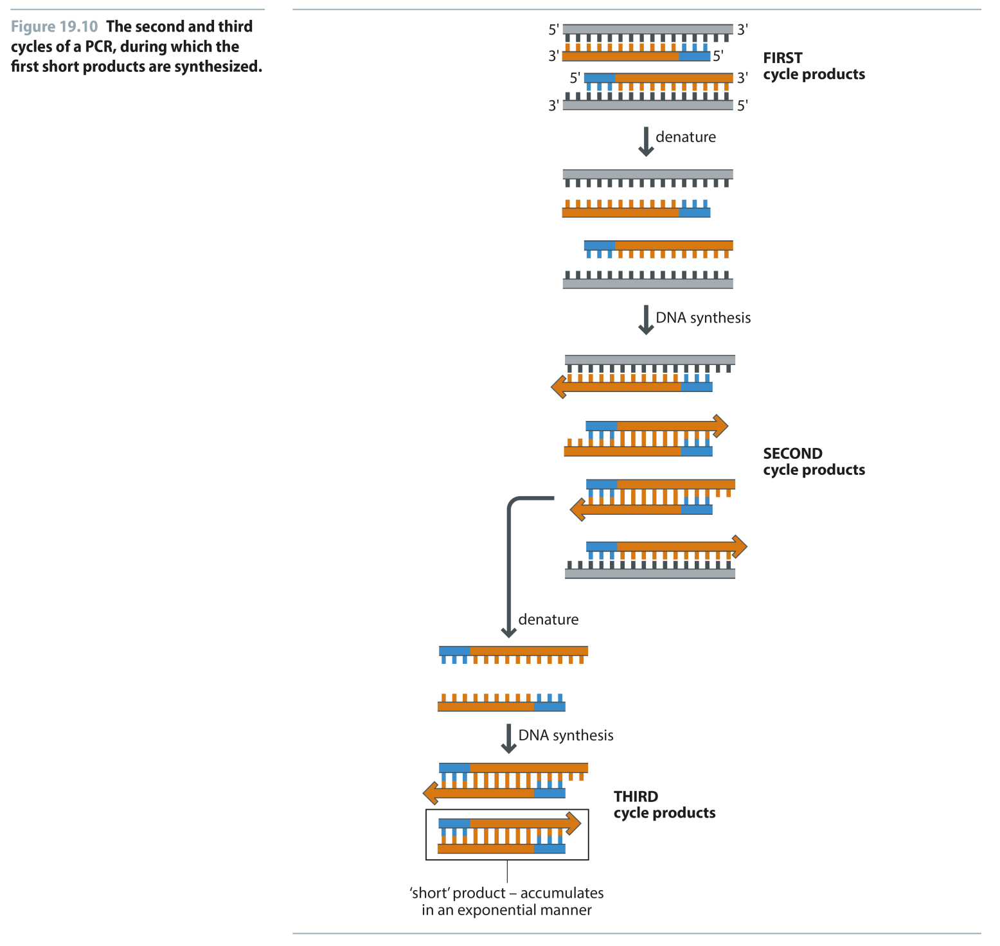 Figure 19.10 The second and third
cycles of a PCR, during which the
first short products are synthesized.
5' 3'
3' 5'
FIRST
cycle products
5' 3'
3' 5'
denature
DNA synthesis
SECOND
cycle products
denature
DNA synthesis
THIRD
cycle products
‘short’ product – accumulates
in an exponential manner